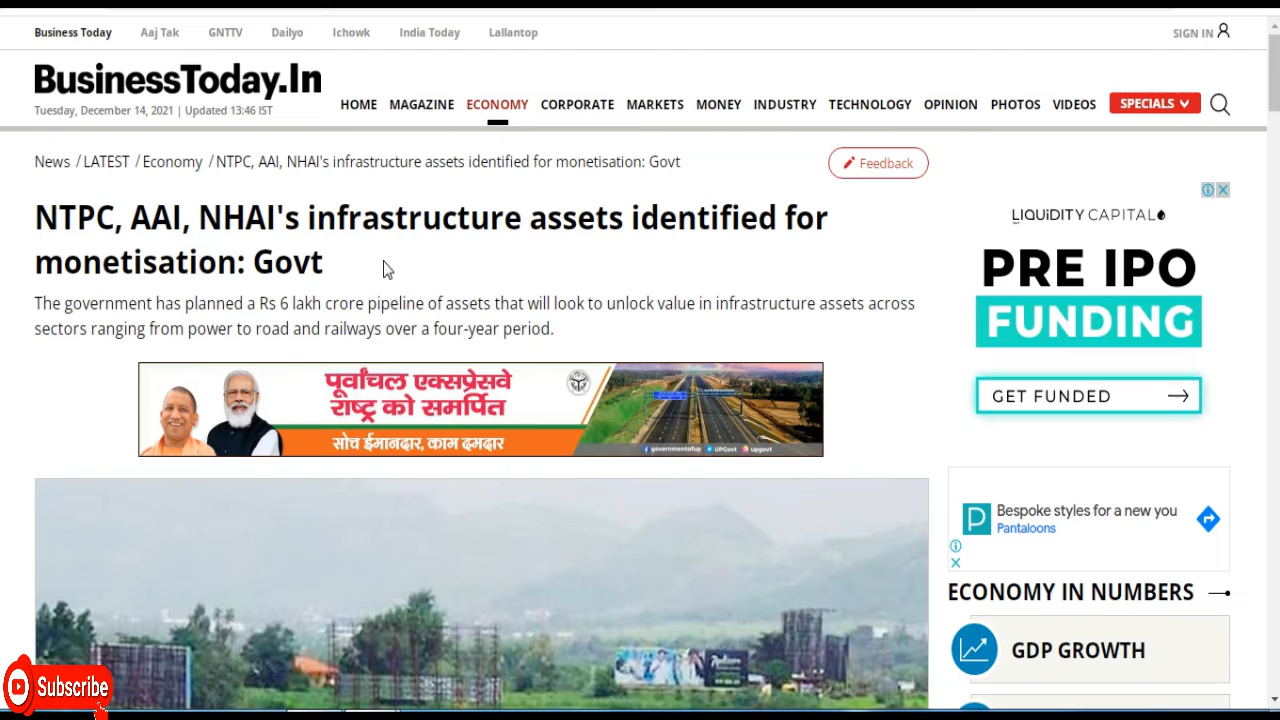 Business Today Aaj Tak GNTTV Dailyo Ichowk India Today Lallantop SIGN IN
BusinessToday.In
Tuesday, December 14, 2021 | Updated 13:46 IST
HOME MAGAZINE ECONOMY CORPORATE MARKETS MONEY INDUSTRY TECHNOLOGY OPINION PHOTOS VIDEOS SPECIALS
News / LATEST / Economy / NTPC, AAI, NHAI's infrastructure assets identified for monetisation: Govt
Feedback
NTPC, AAI, NHAI's infrastructure assets identified for
monetisation: Govt
The government has planned a Rs 6 lakh crore pipeline of assets that will look to unlock value in infrastructure assets across
sectors ranging from power to road and railways over a four-year period.
पूर्वांचल एक्सप्रेसवे
राष्ट्र को समर्पित
सोच ईमानदार, काम दमदार
governmentofup UPGovt upgovt
LIQUiDITY CAPITAL
PRE IPO
FUNDING
GET FUNDED
Bespoke styles for a new you
Pantaloons
ECONOMY IN NUMBERS
GDP GROWTH
Subscribe